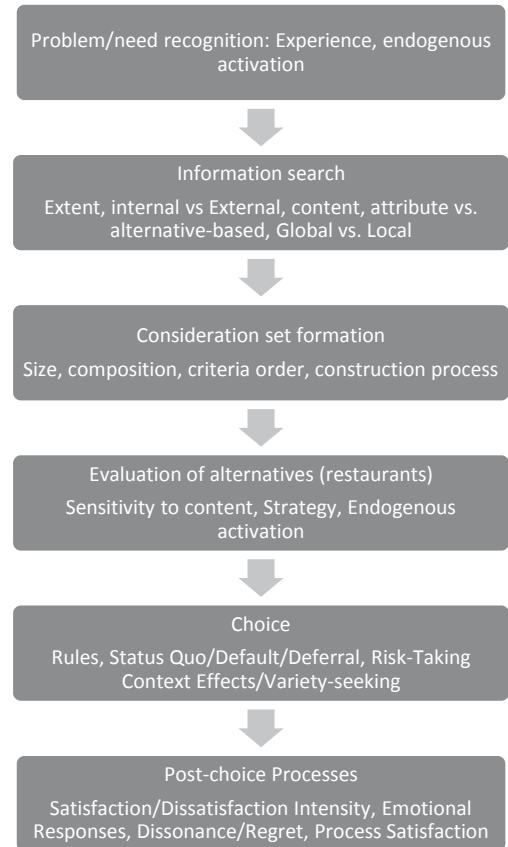 Problem/need recognition: Experience, endogenous
activation
Information search
Extent, internal vs External, content, attribute vs.
alternative-based, Global vs. Local
Consideration set formation
Size, composition, criteria order, construction process
Evaluation of alternatives (restaurants)
Sensitivity to content, Strategy, Endogenous
activation
Choice
Rules, Status Quo/Default/Deferral, Risk-Taking
Context Effects/Variety-seeking
Post-choice Processes
Satisfaction/Dissatisfaction Intensity, Emotional
Responses, Dissonance/Regret, Process Satisfaction